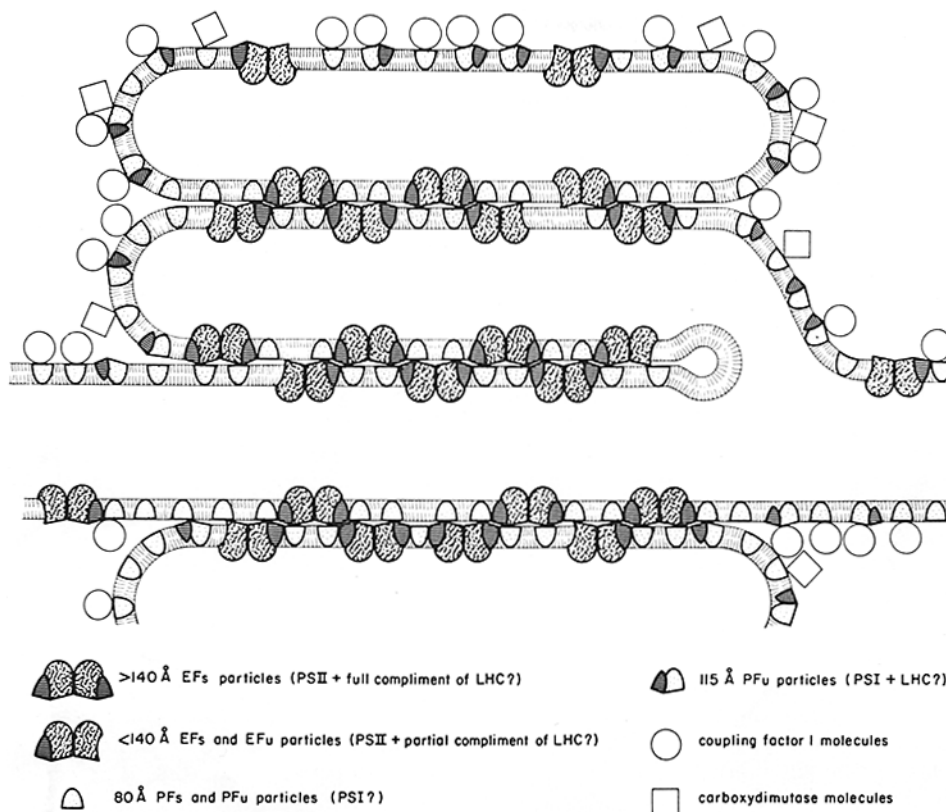 >140 Å EFs particles (PSII + full compliment of LHC?)
<140 Å EFs and EFu particles (PSII + partial compliment of LHC?)
80 Å PFs and PFu particles (PSI?)
115 Å PFu particles (PSI + LHC?)
coupling factor I molecules
carboxydimutase molecules